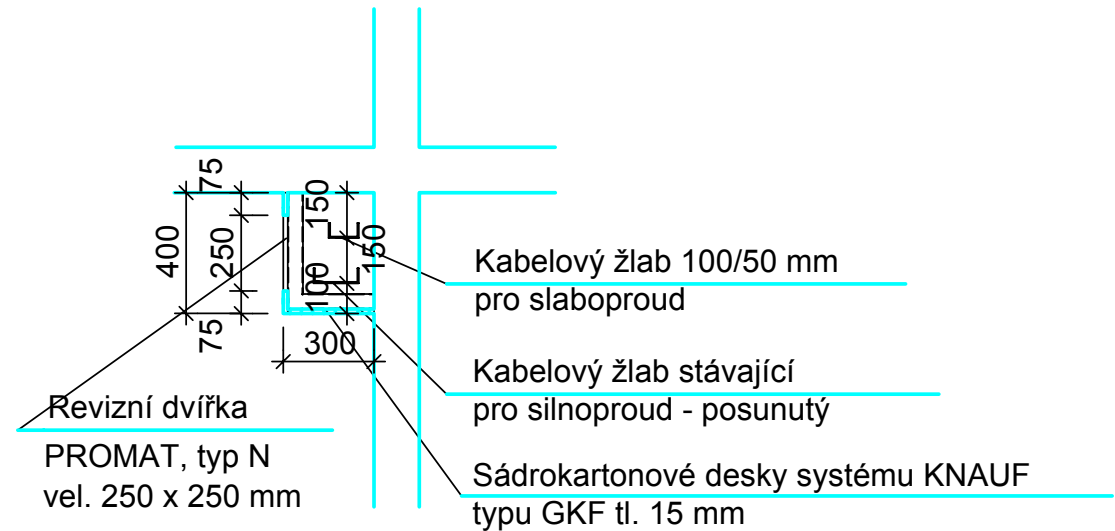 75
150
400
250
150
100
75
300
Kabelový žlab 100/50 mm
pro slaboproud
Kabelový žlab stávající
pro silnoproud - posunutý
Revizní dvířka
PROMAT, typ N
vel. 250 x 250 mm
Sádrokartonové desky systému KNAUF
typu GKF tl. 15 mm